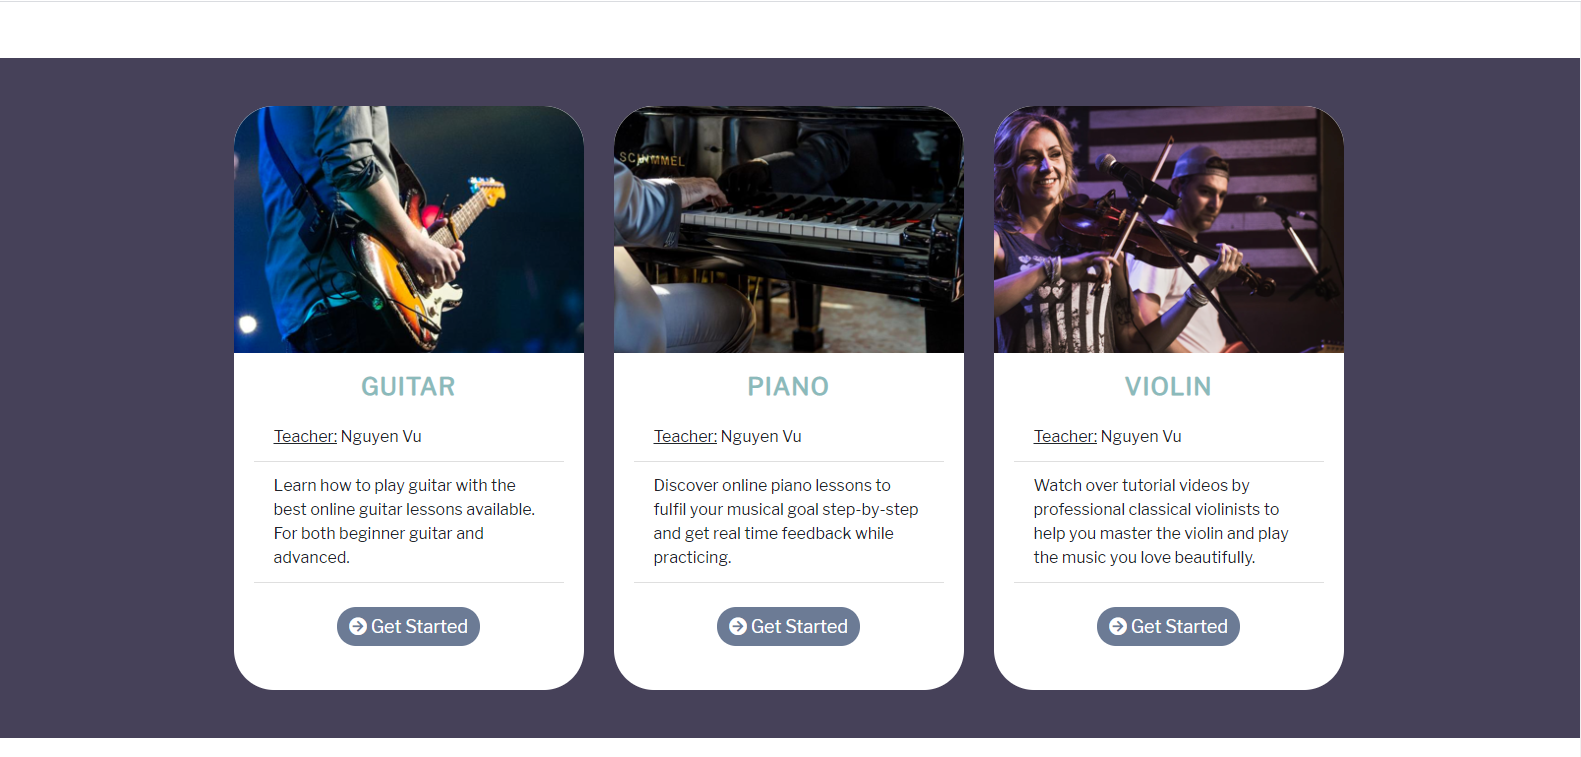 SCHIMMEL
GUITAR
Teacher: Nguyen Vu
Learn how to play guitar with the
best online guitar lessons available.
For both beginner guitar and
advanced.
Get Started
PIANO
Teacher: Nguyen Vu
Discover online piano lessons to
fulfil your musical goal step-by-step
and get real time feedback while
practicing.
Get Started
VIOLIN
Teacher: Nguyen Vu
Watch over tutorial videos by
professional classical violinists to
help you master the violin and play
the music you love beautifully.
Get Started